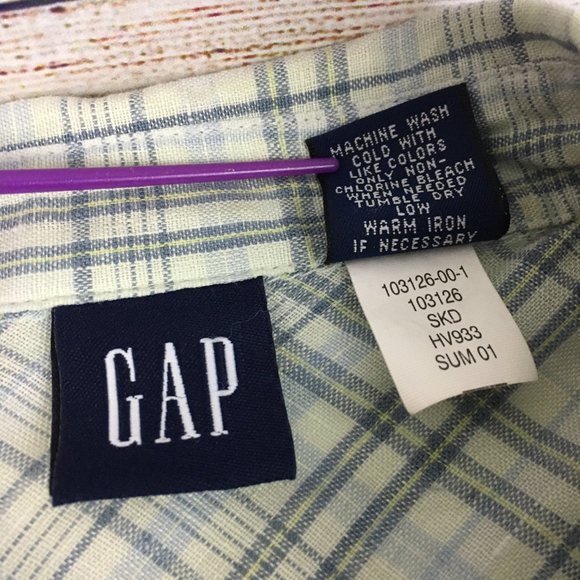 MACHINE WASH
COLD WITH
LIKE COLORS
ONLY NON-
CHLORINE BLEACH
WHEN NEEDED
TUMBLE DRY
LOW
WARM IRON
IF NECESSARY
103126-00-1
103126
SKD
HV933
SUM 01
GAP